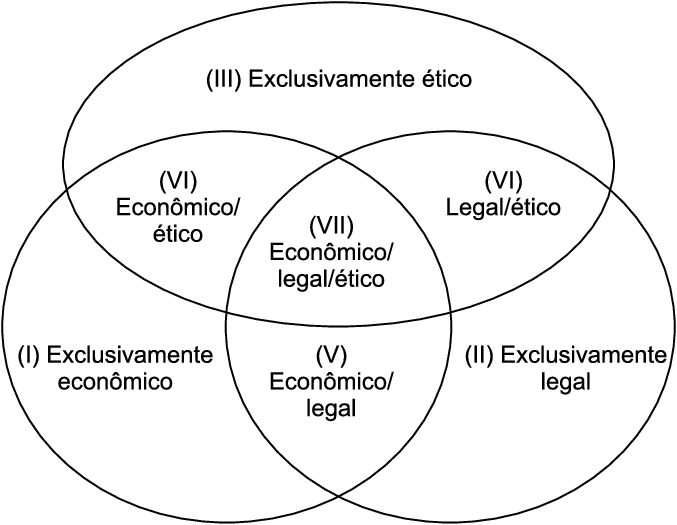 (III) Exclusivamente ético
(VI)
Econômico/
ético
(VI)
Legal/ético
(VII)
Econômico/
legal/ético
(I) Exclusivamente
econômico
(V)
Econômico/
legal
(II) Exclusivamente
legal